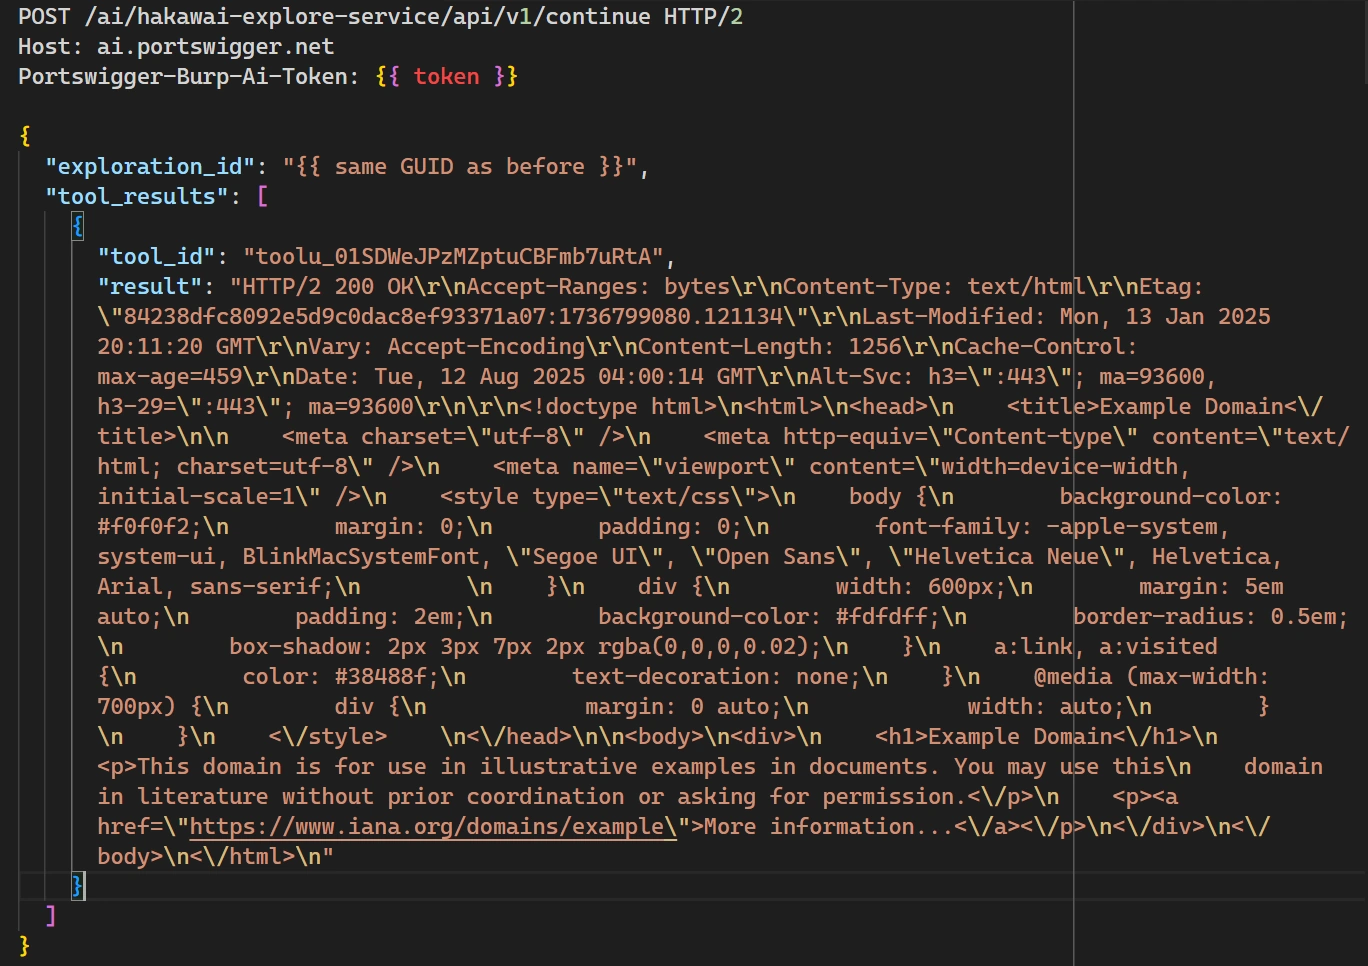 POST /ai/hakawai-explore-service/api/v1/continue HTTP/2
Host: ai.portswigger.net
Portswigger-Burp-Ai-Token: {{ token }}
{
"exploration_id": "{{ same GUID as before }}",
"tool_results": [
{
"tool_id": "toolu_01SDWeJPzMZptuCBFmb7uRtA",
"result": "HTTP/2 200 OK\r\nAccept-Ranges: bytes\r\nContent-Type: text/html\r\nEtag:
\"84238dfc8092e5d9c0dac8ef93371a07:1736799080.121134\"\r\nLast-Modified: Mon, 13 Jan 2025
20:11:20 GMT\r\nVary: Accept-Encoding\r\nContent-Length: 1256\r\nCache-Control:
max-age=459\r\nDate: Tue, 12 Aug 2025 04:00:14 GMT\r\nAlt-Svc: h3=\":443\"; ma=93600,
h3-29=\":443\"; ma=93600\r\n\r\n<!doctype html>\n<html>\n<head>\n    <title>Example Domain<\/
title>\n\n    <meta charset=\"utf-8\" />\n    <meta http-equiv=\"Content-type\" content=\"text/
html; charset=utf-8\" />\n    <meta name=\"viewport\" content=\"width=device-width,
initial-scale=1\" />\n    <style type=\"text/css\">\n    body {\n        background-color:
#f0f0f2;\n        margin: 0;\n        padding: 0;\n        font-family: -apple-system,
system-ui, BlinkMacSystemFont, \"Segoe UI\", \"Open Sans\", \"Helvetica Neue\", Helvetica,
Arial, sans-serif;\n        \n    }\n    div {\n        width: 600px;\n        margin: 5em
auto;\n        padding: 2em;\n        background-color: #fdfdff;\n        border-radius: 0.5em;
\n        box-shadow: 2px 3px 7px 2px rgba(0,0,0,0.02);\n    }\n    a:link, a:visited
{\n        color: #38488f;\n        text-decoration: none;\n    }\n    @media (max-width:
700px) {\n        div {\n            margin: 0 auto;\n            width: auto;\n        }
\n    }\n    <\/style>    \n<\/head>\n\n<body>\n<div>\n    <h1>Example Domain<\/h1>\n
<p>This domain is for use in illustrative examples in documents. You may use this\n    domain
in literature without prior coordination or asking for permission.<\/p>\n    <p><a
href=\"https://www.iana.org/domains/example\">More information...<\/a><\/p>\n<\/div>\n<\/
body>\n<\/html>\n"
}
]
}